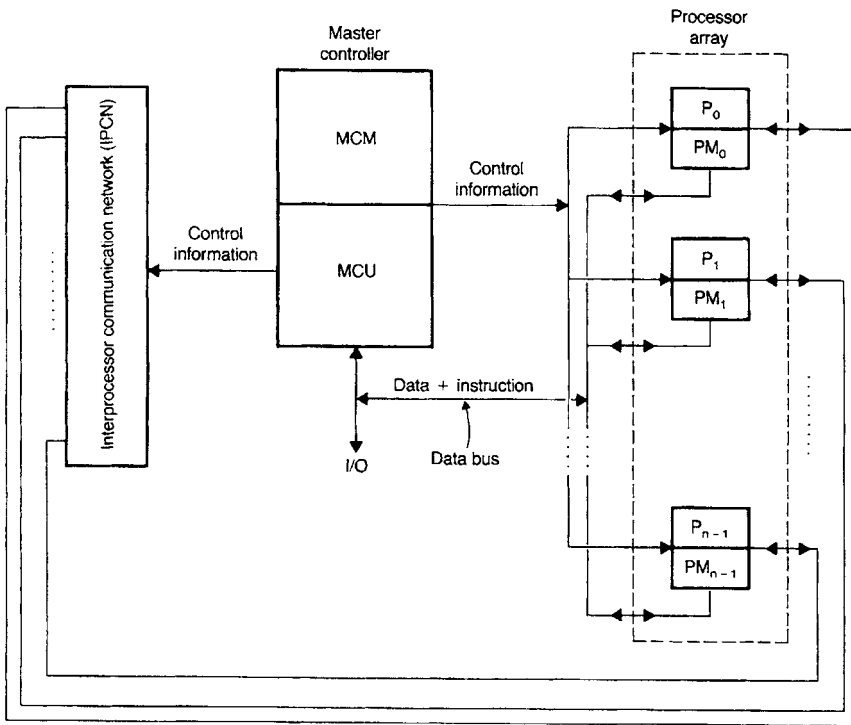 Processor
array
Master
controller
Interprocessor communication network (IPCN)
MCM
MCU
Control
information
Control
information
P₀
PM₀
P₁
PM₁
Data + instruction
Data bus
I/O
Pₙ₋₁
PMₙ₋₁